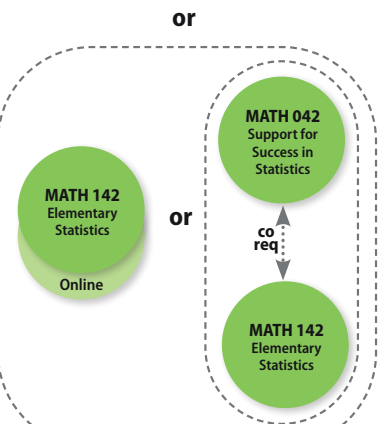 or
MATH 142
Elementary
Statistics
Online
or
MATH 042
Support for
Success in
Statistics
co
req
MATH 142
Elementary
Statistics